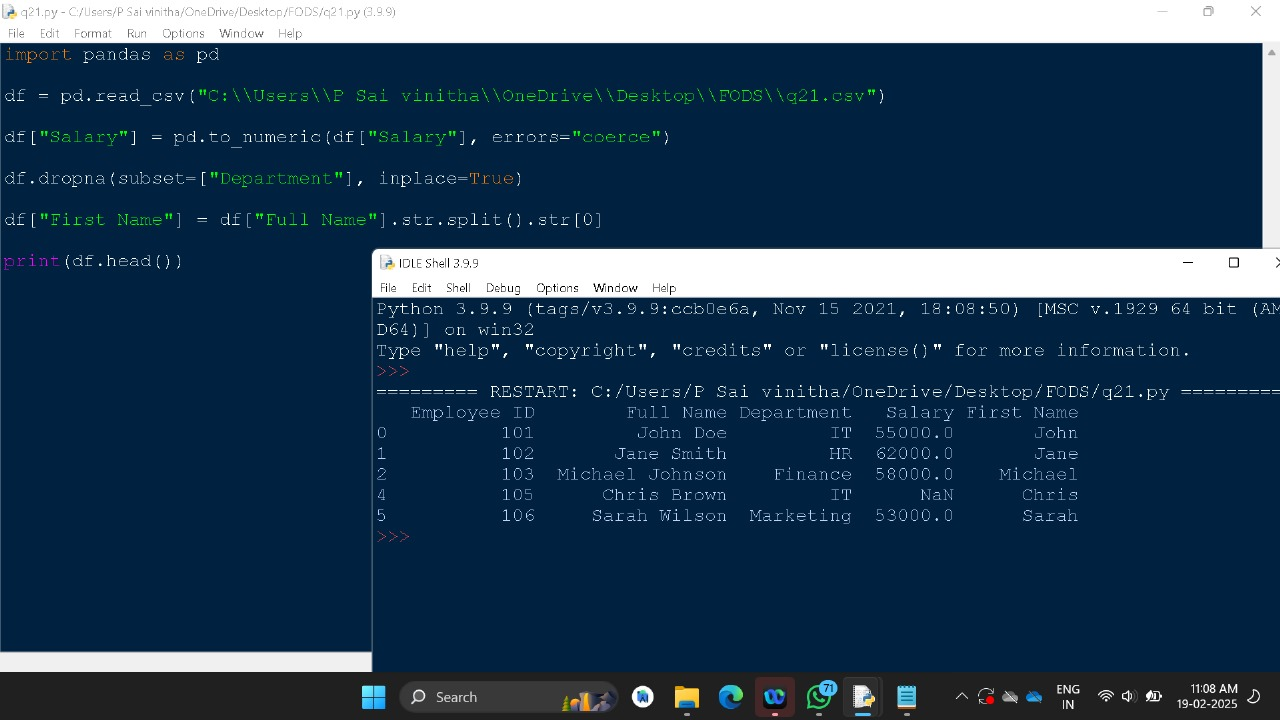 q21.py - C:/Users/P Sai vinitha/OneDrive/Desktop/FODS/q21.py (3.9.9)
File Edit Format Run Options Window Help
import pandas as pd
df = pd.read_csv("C:\\Users\\P Sai vinitha\\OneDrive\\Desktop\\FODS\\q21.csv")
df["Salary"] = pd.to_numeric(df["Salary"], errors="coerce")
df.dropna(subset=["Department"], inplace=True)
df["First Name"] = df["Full Name"].str.split().str[0]
print(df.head())
IDLE Shell 3.9.9
File Edit Shell Debug Options Window Help
Python 3.9.9 (tags/v3.9.9:ccb0e6a, Nov 15 2021, 18:08:50) [MSC v.1929 64 bit (AM
D64)] on win32
Type "help", "copyright", "credits" or "license()" for more information.
>>>
========= RESTART: C:/Users/P Sai vinitha/OneDrive/Desktop/FODS/q21.py =========
Employee ID Full Name Department Salary First Name
0 101 John Doe IT 55000.0 John
1 102 Jane Smith HR 62000.0 Jane
2 103 Michael Johnson Finance 58000.0 Michael
4 105 Chris Brown IT NaN Chris
5 106 Sarah Wilson Marketing 53000.0 Sarah
>>>
Search
71
ENG
IN
11:08 AM
19-02-2025